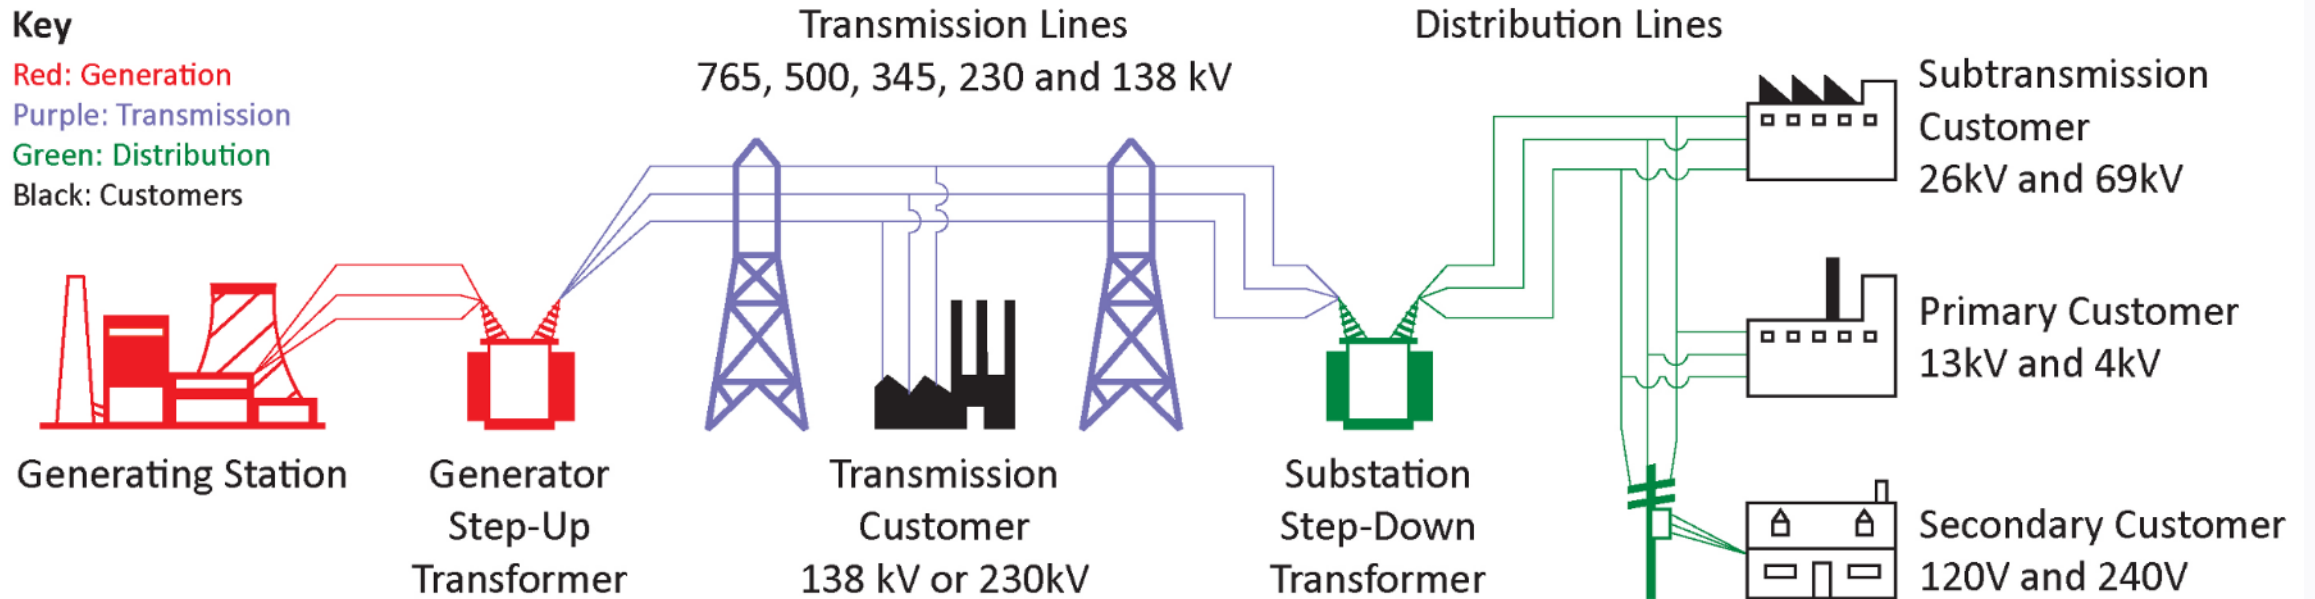 Key
Red: Generation
Purple: Transmission
Green: Distribution
Black: Customers
Transmission Lines
765, 500, 345, 230 and 138 kV
Distribution Lines
Subtransmission
Customer
26kV and 69kV
Primary Customer
13kV and 4kV
Secondary Customer
120V and 240V
Generating Station
Generator
Step-Up
Transformer
Transmission
Customer
138 kV or 230kV
Substation
Step-Down
Transformer